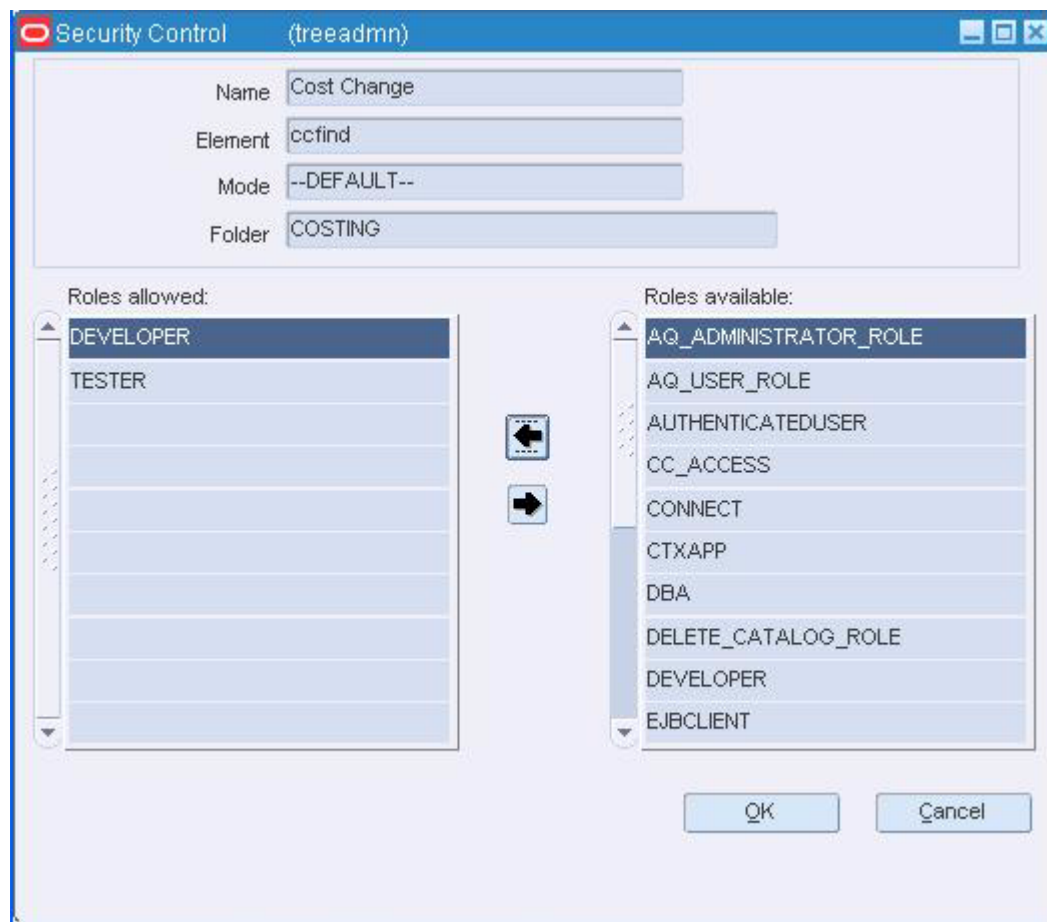 Security Control (treeadmn)
Name Cost Change
Element ccfind
Mode --DEFAULT--
Folder COSTING
Roles allowed:
DEVELOPER
TESTER
Roles available:
AQ_ADMINISTRATOR_ROLE
AQ_USER_ROLE
AUTHENTICATEDUSER
CC_ACCESS
CONNECT
CTXAPP
DBA
DELETE_CATALOG_ROLE
DEVELOPER
EJBCLIENT
OK Cancel